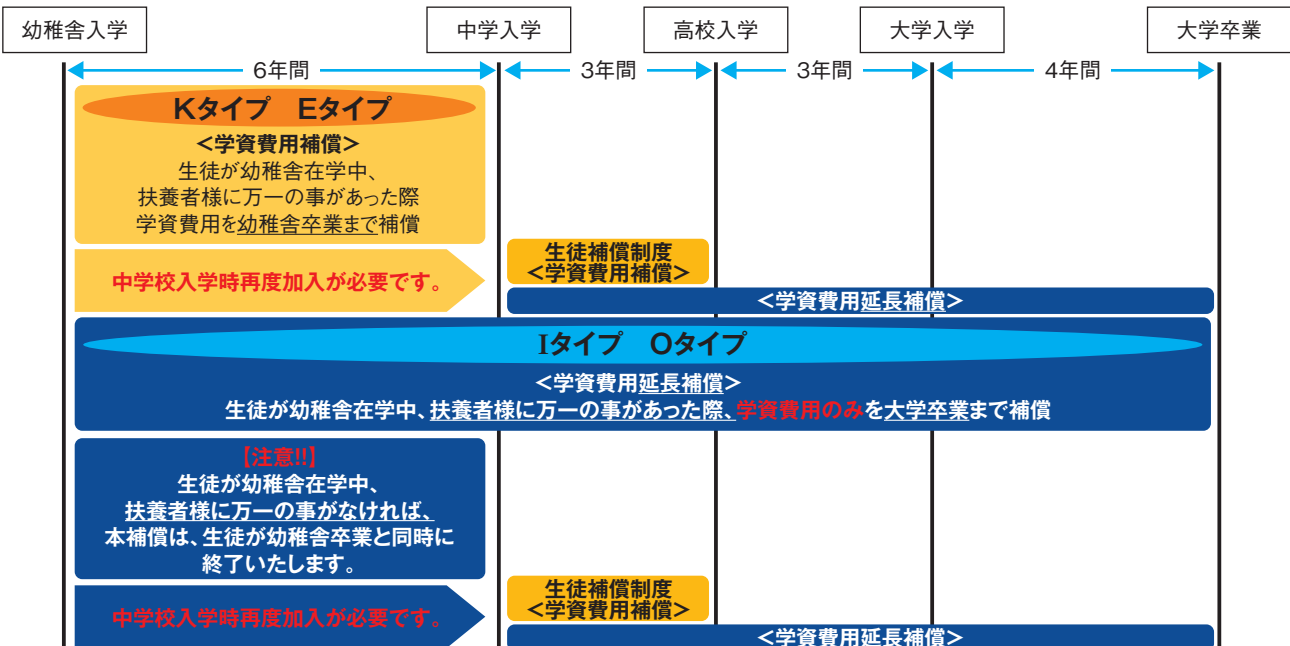 幼稚舎入学
中学入学
高校入学
大学入学
大学卒業
6年間
3年間
3年間
4年間
Kタイプ Eタイプ
<学資費用補償>
生徒が幼稚舎在学中、
扶養者様に万一の事があった際
学資費用を幼稚舎卒業まで補償
中学校入学時再度加入が必要です。
生徒補償制度
<学資費用補償>
<学資費用延長補償>
Iタイプ Oタイプ
<学資費用延長補償>
生徒が幼稚舎在学中、扶養者様に万一の事があった際、学資費用のみを大学卒業まで補償
【注意!!】
生徒が幼稚舎在学中、
扶養者様に万一の事がなければ、
本補償は、生徒が幼稚舎卒業と同時に
終了いたします。
中学校入学時再度加入が必要です。
生徒補償制度
<学資費用補償>
<学資費用延長補償>